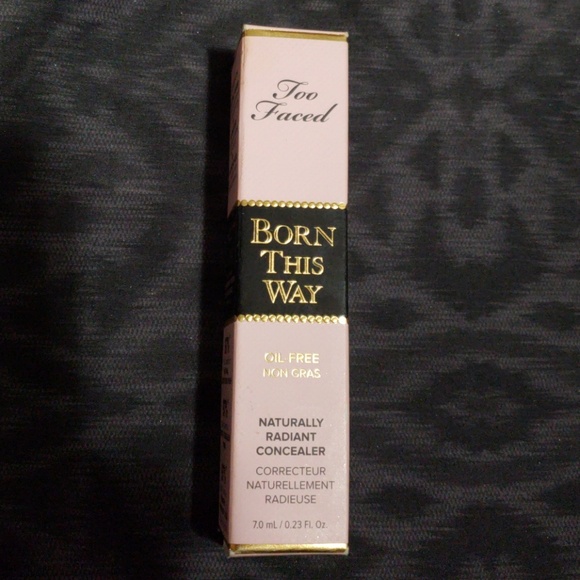 Too
Faced
BORN
THIS
WAY
OIL FREE
NON GRAS
NATURALLY
RADIANT
CONCEALER
CORRECTEUR
NATURELLEMENT
RADIEUSE
7.0 mL / 0.23 Fl. Oz.